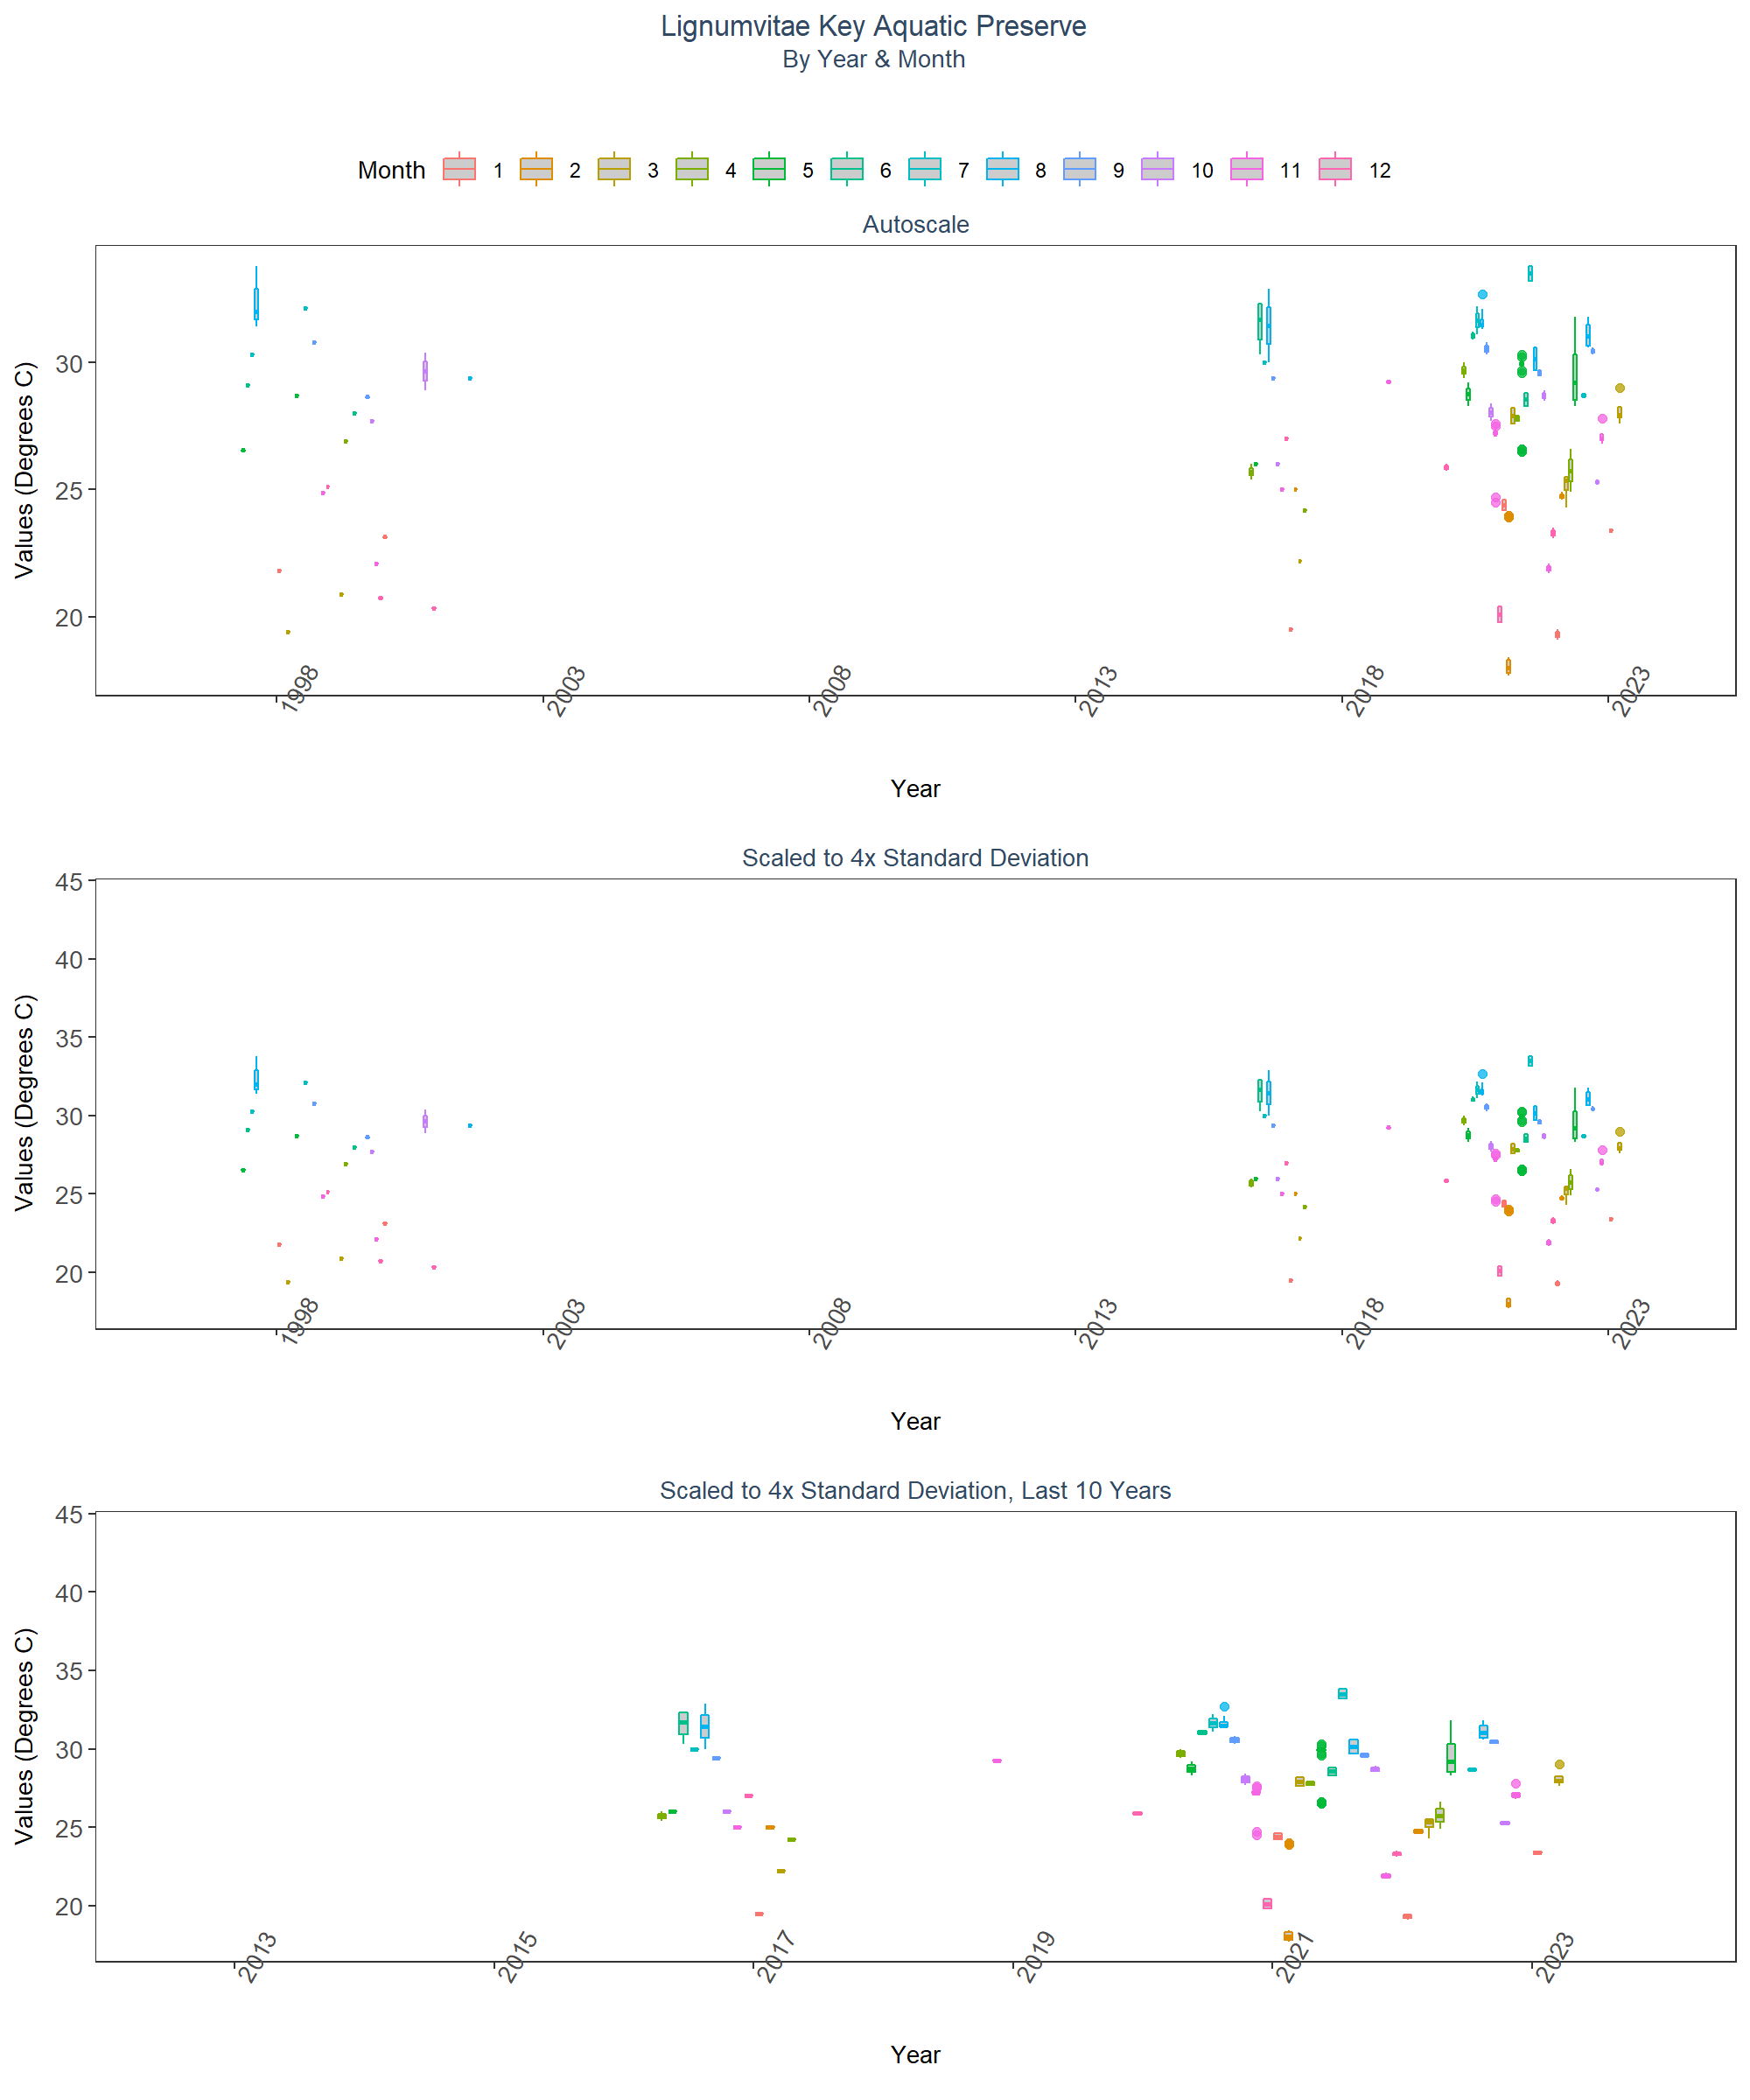 Lignumvitae Key Aquatic Preserve
By Year & Month
Month 1 2 3 4 5 6 7 8 9 10 11 12
Autoscale
Values (Degrees C)
30
25
20
1998 2003 2008 2013 2018 2023
Year
Scaled to 4x Standard Deviation
Values (Degrees C)
45
40
35
30
25
20
1998 2003 2008 2013 2018 2023
Year
Scaled to 4x Standard Deviation, Last 10 Years
Values (Degrees C)
45
40
35
30
25
20
2013 2015 2017 2019 2021 2023
Year